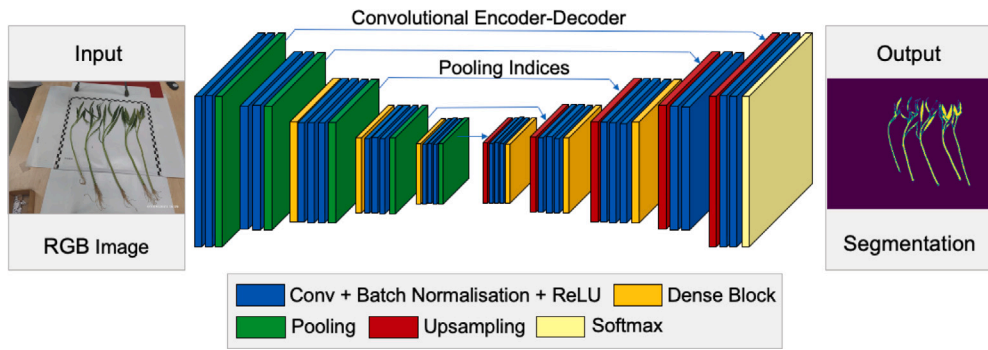 Convolutional Encoder-Decoder
Input
Output
Pooling Indices
RGB Image
Segmentation
Conv + Batch Normalisation + ReLU
Dense Block
Pooling
Upsampling
Softmax